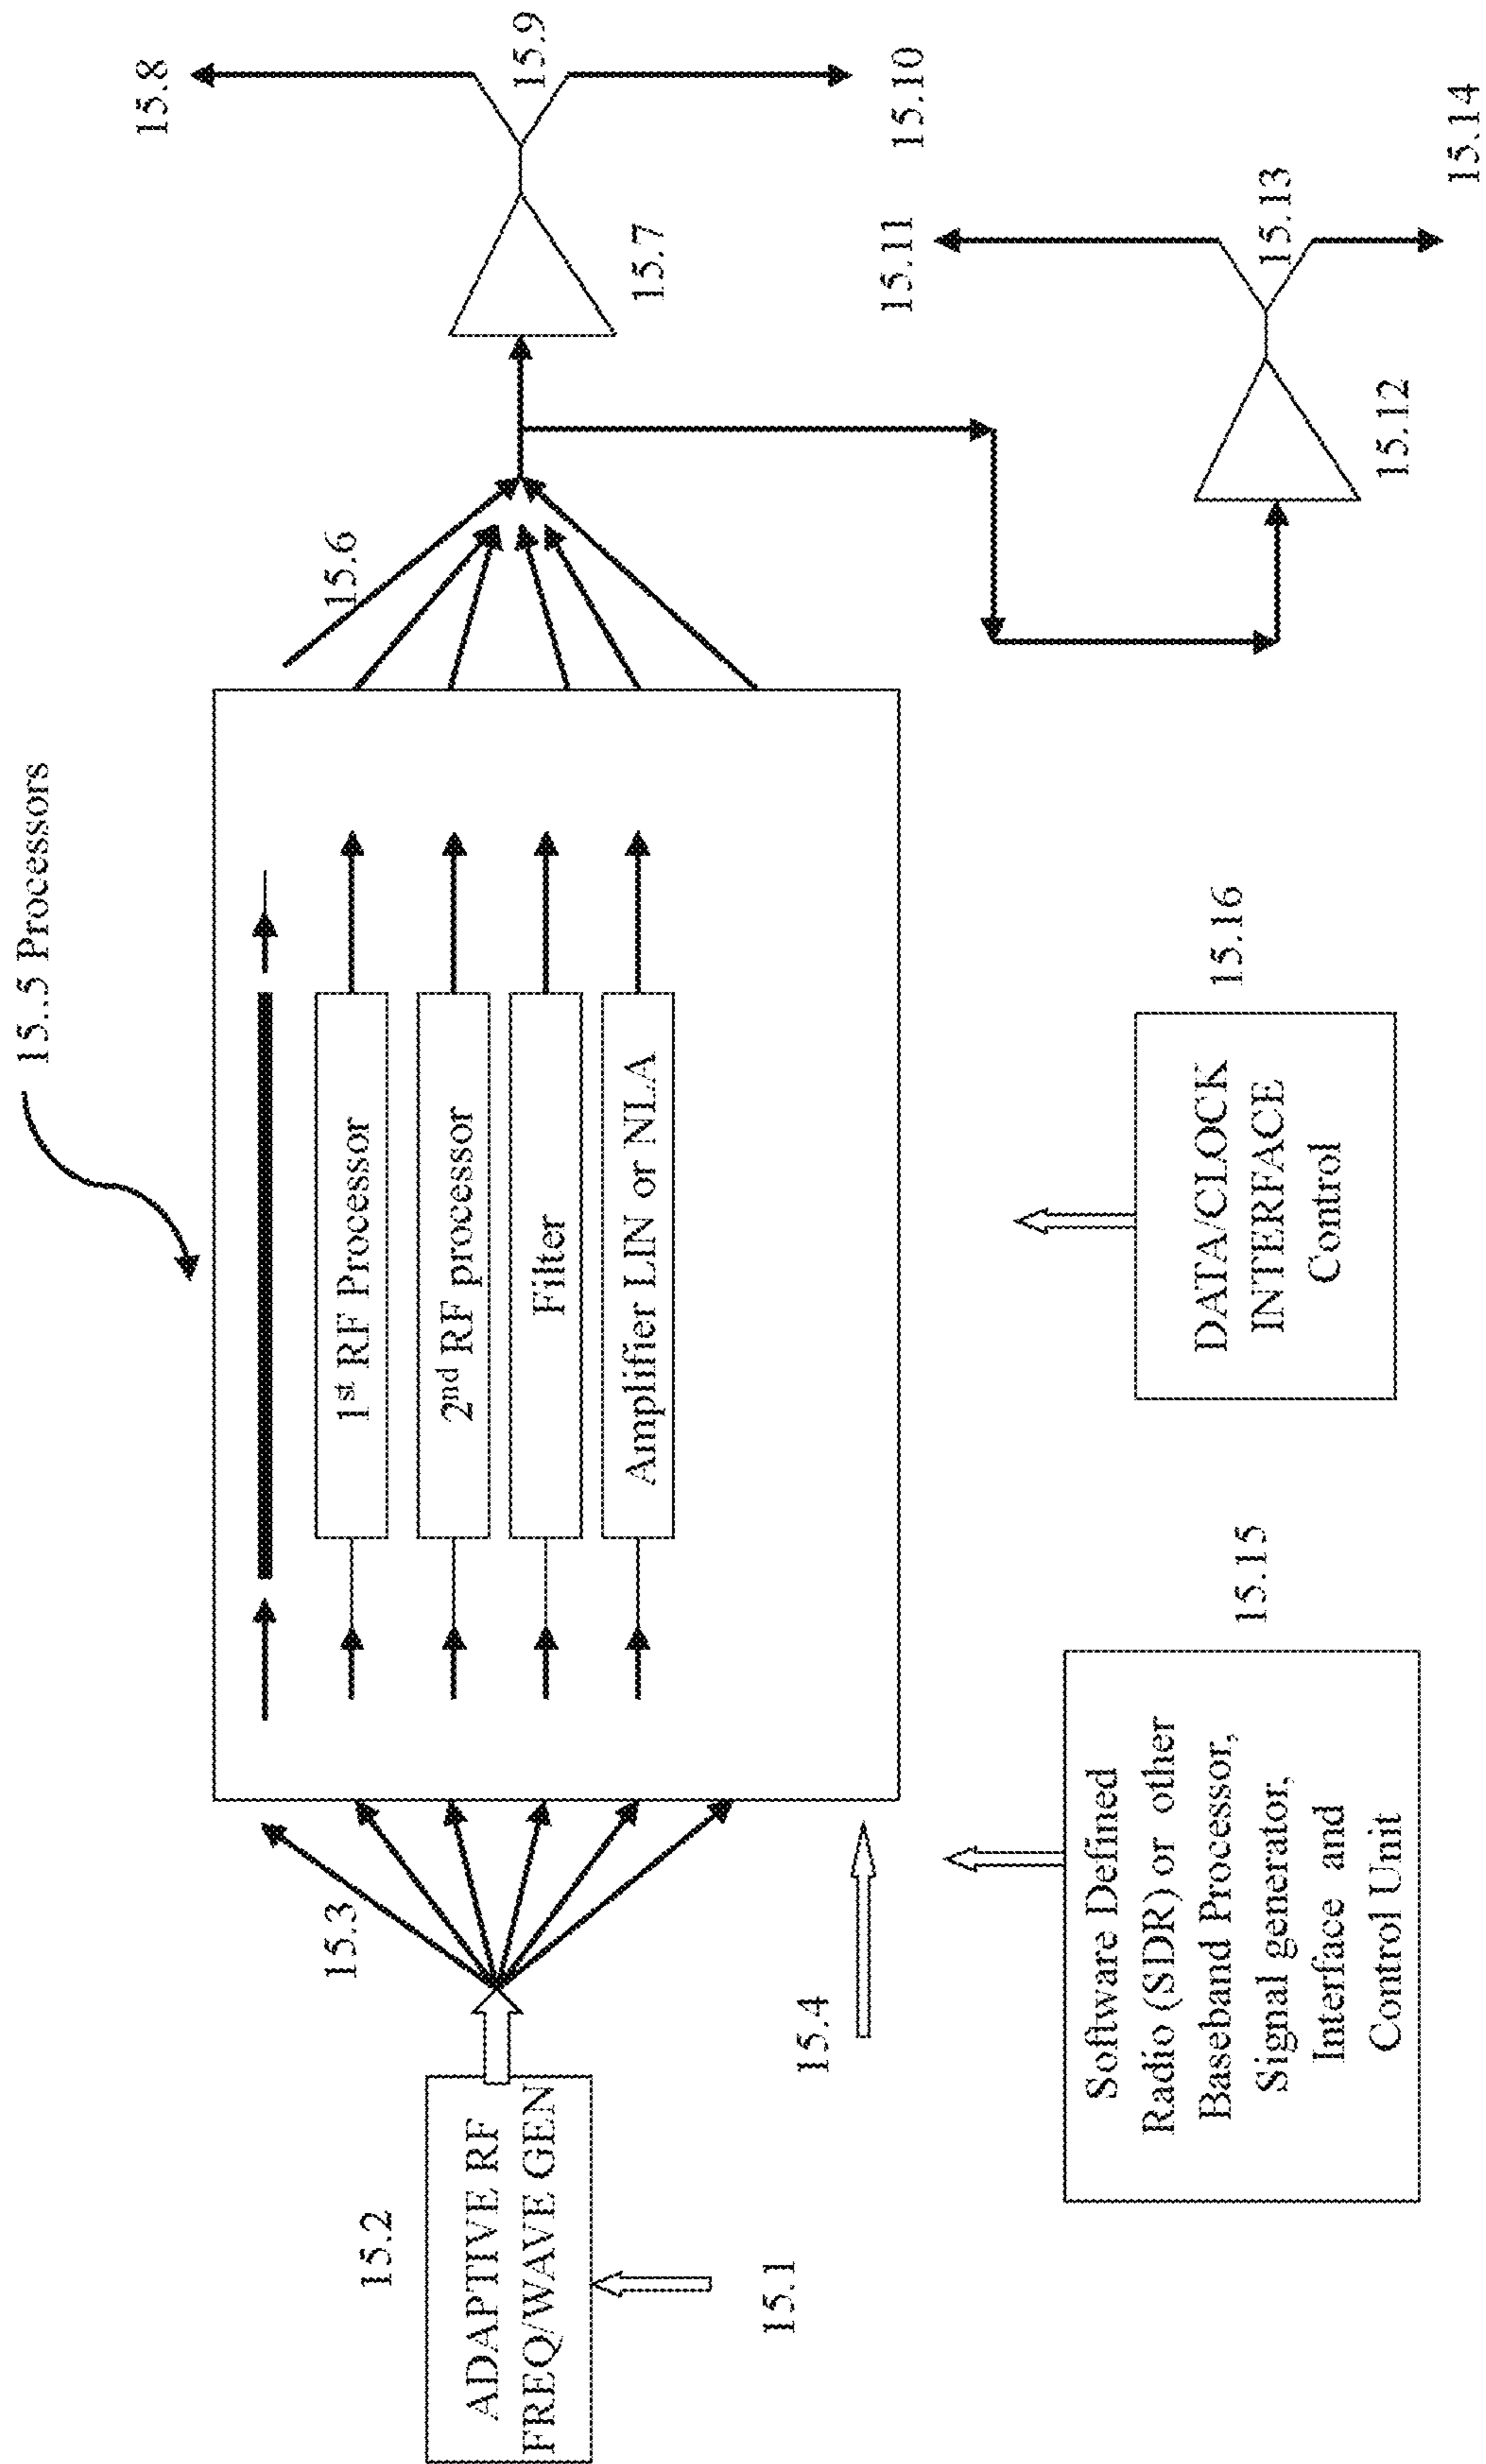 15..5 Processors
15.2
ADAPTIVE RF
FREQ/WAVE GEN
15.1
15.3
15.4
1st RF Processor
2nd RF processor
Filter
Amplifier LIN or NLA
15.6
15.7
15.8
15.9
15.10
15.11
15.12
15.13
15.14
Software Defined
Radio (SDR) or other
Baseband Processor,
Signal generator,
Interface and
Control Unit
15.15
DATA/CLOCK
INTERFACE
Control
15.16